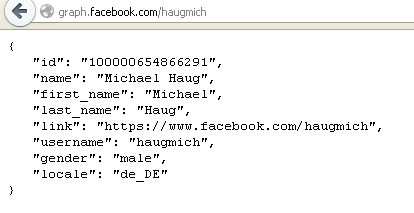 graph.facebook.com/haugmich
{
"id": "100000654866291",
"name": "Michael Haug",
"first_name": "Michael",
"last_name": "Haug",
"link": "https://www.facebook.com/haugmich",
"username": "haugmich",
"gender": "male",
"locale": "de_DE"
}